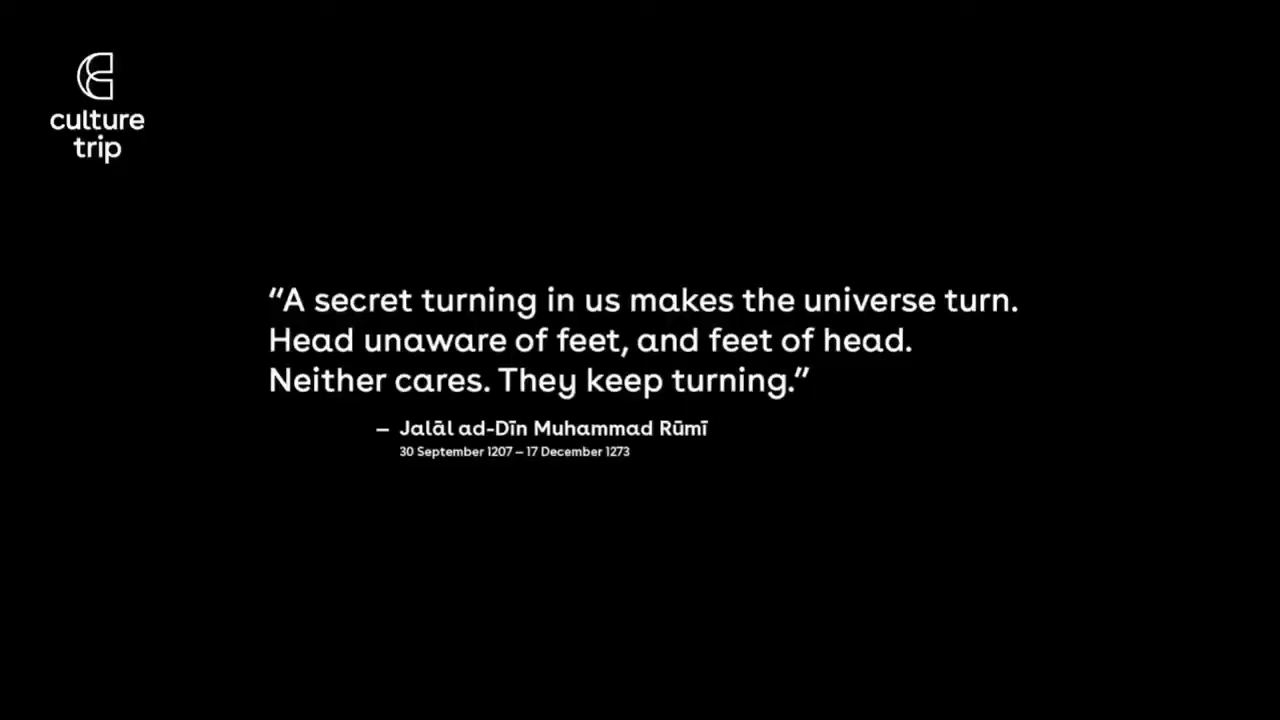 culture
trip
“A secret turning in us makes the universe turn.
Head unaware of feet, and feet of head.
Neither cares. They keep turning.”
– Jalāl ad-Dīn Muhammad Rūmī
30 September 1207 – 17 December 1273